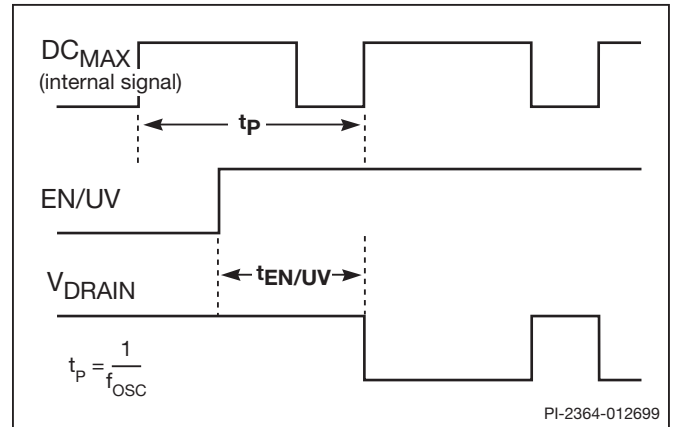 DCMAX
(internal signal)
tP
EN/UV
tEN/UV
VDRAIN
tP = 1/fOSC
PI-2364-012699